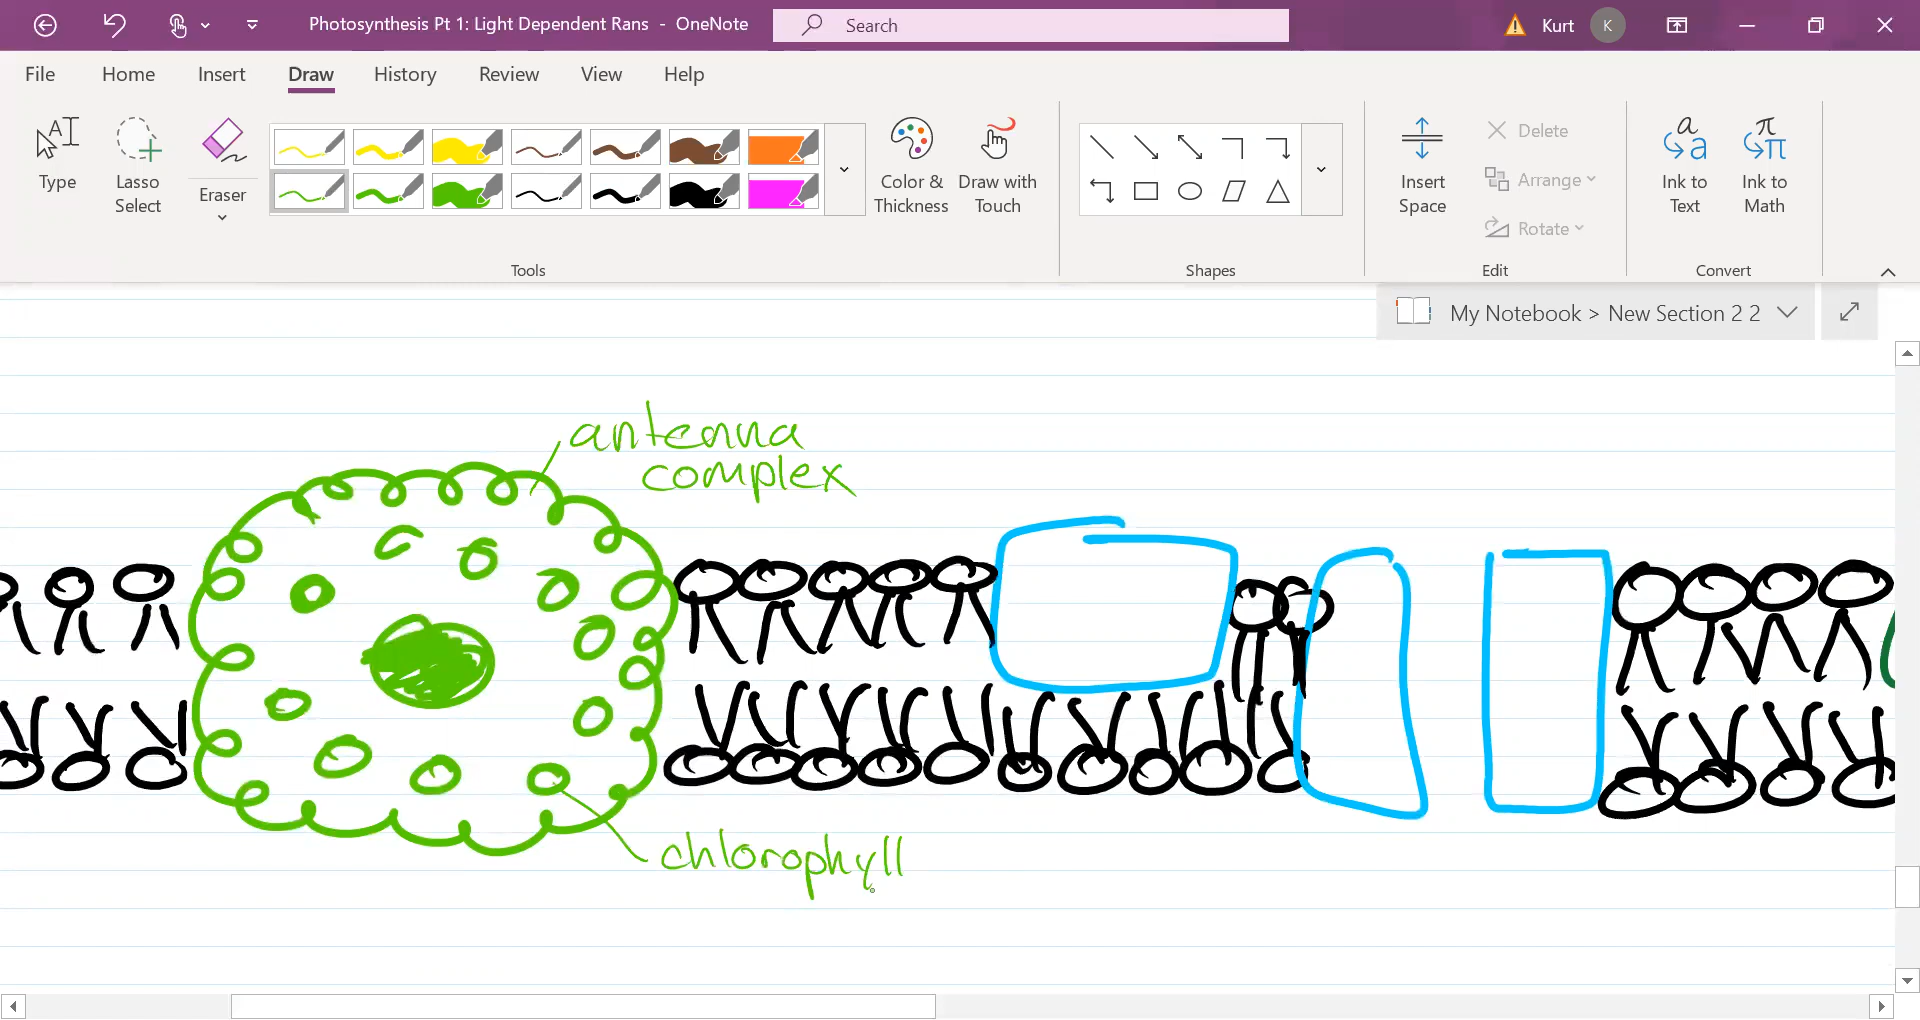 Photosynthesis Pt 1: Light Dependent Rans - OneNote
Search
Kurt
K
File Home Insert Draw History Review View Help
Type
Lasso Select
Eraser
Color & Thickness
Draw with Touch
Insert Space
Delete
Arrange
Rotate
Ink to Text
Ink to Math
Tools
Shapes
Edit
Convert
My Notebook > New Section 2 2
antenna
complex
chlorophyll